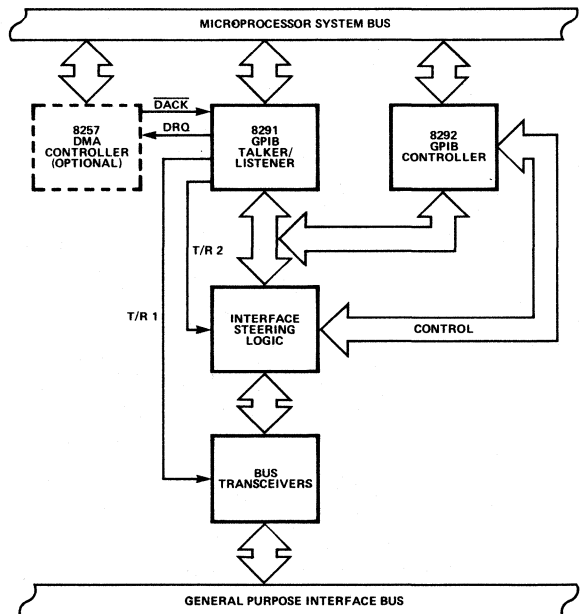 MICROPROCESSOR SYSTEM BUS
DACK
DRQ
8257
DMA
CONTROLLER
(OPTIONAL)
8291
GPIB
TALKER/
LISTENER
8292
GPIB
CONTROLLER
T/R 2
T/R 1
INTERFACE
STEERING
LOGIC
CONTROL
BUS
TRANSCEIVERS
GENERAL PURPOSE INTERFACE BUS